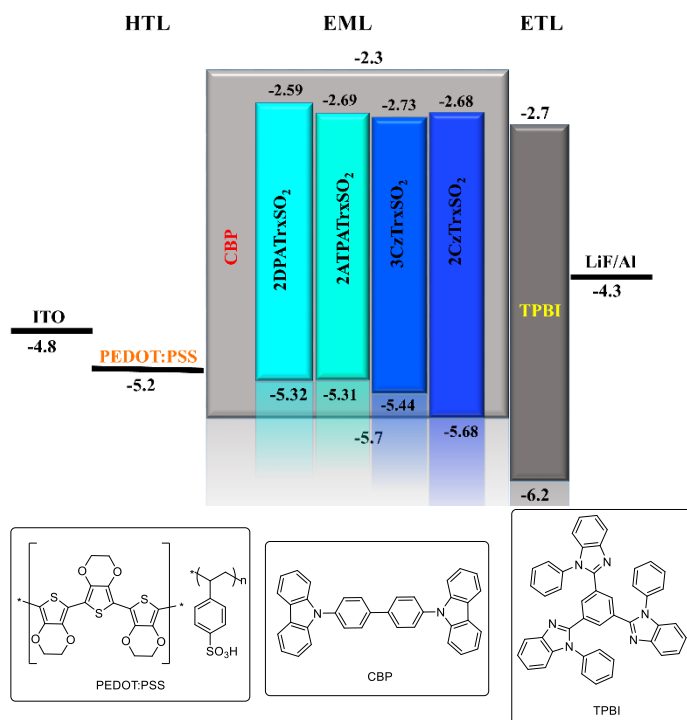 HTL EML ETL
-2.3
-2.59 -2.69 -2.73 -2.68 -2.7
CBP
2DPATrxSO₂
2ATPATrxSO₂
3CzTrxSO₂
2CzTrxSO₂
TPBI
LiF/Al
-4.3
ITO
-4.8
PEDOT:PSS
-5.2
-5.32 -5.31 -5.44 -5.68
-5.7
-6.2
* S S S O O O O O O * * n SO₃H
PEDOT:PSS
N N
CBP
N N N N N N
TPBI